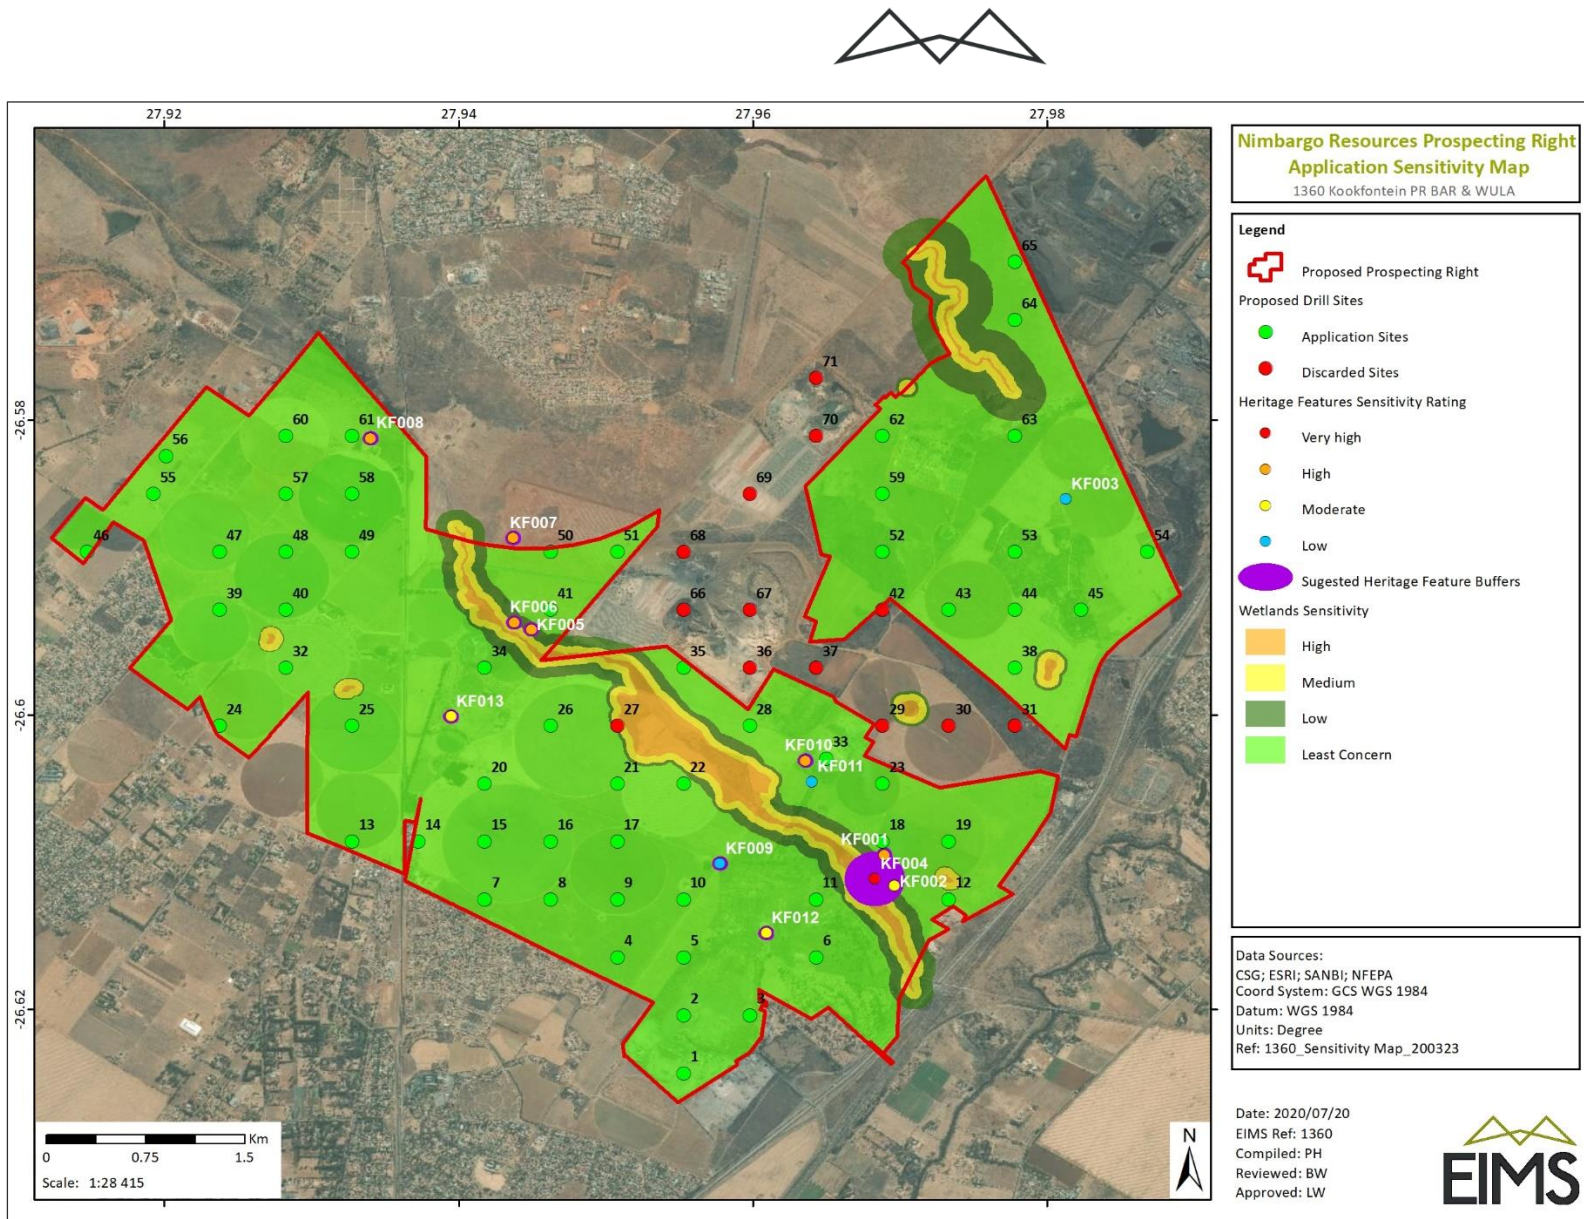 27.92 27.94 27.96 27.98
Nimbargo Resources Prospecting Right
Application Sensitivity Map
1360 Kookfontein PR BAR & WULA
Legend
Proposed Prospecting Right
Proposed Drill Sites
Application Sites
Discarded Sites
Heritage Features Sensitivity Rating
Very high
High
Moderate
Low
Sugested Heritage Feature Buffers
Wetlands Sensitivity
High
Medium
Low
Least Concern
Data Sources:
CSG; ESRI; SANBI; NFEPA
Coord System: GCS WGS 1984
Datum: WGS 1984
Units: Degree
Ref: 1360_Sensitivity Map_200323
Date: 2020/07/20
EIMS Ref: 1360
Compiled: PH
Reviewed: BW
Approved: LW
EIMS
-26.58
-26.6
-26.62
65
64
71
60 61 KF008 70 62 63
56
55 57 58 69 59 KF003
46 47 48 49 KF007 50 51 68 52 53 54
39 40 KF006 41 66 67 42 43 44 45
KF005
32 34 35 36 37 38
24 25 KF013 26 27 28 29 30 31
KF010 33
KF011
20 21 22 23
13 14 15 16 17 KF001 18 19
KF009 KF004
KF002
7 8 9 10 11 12
KF012
4 5 6
2 3
1
Km
0 0.75 1.5
Scale: 1:28 415
N